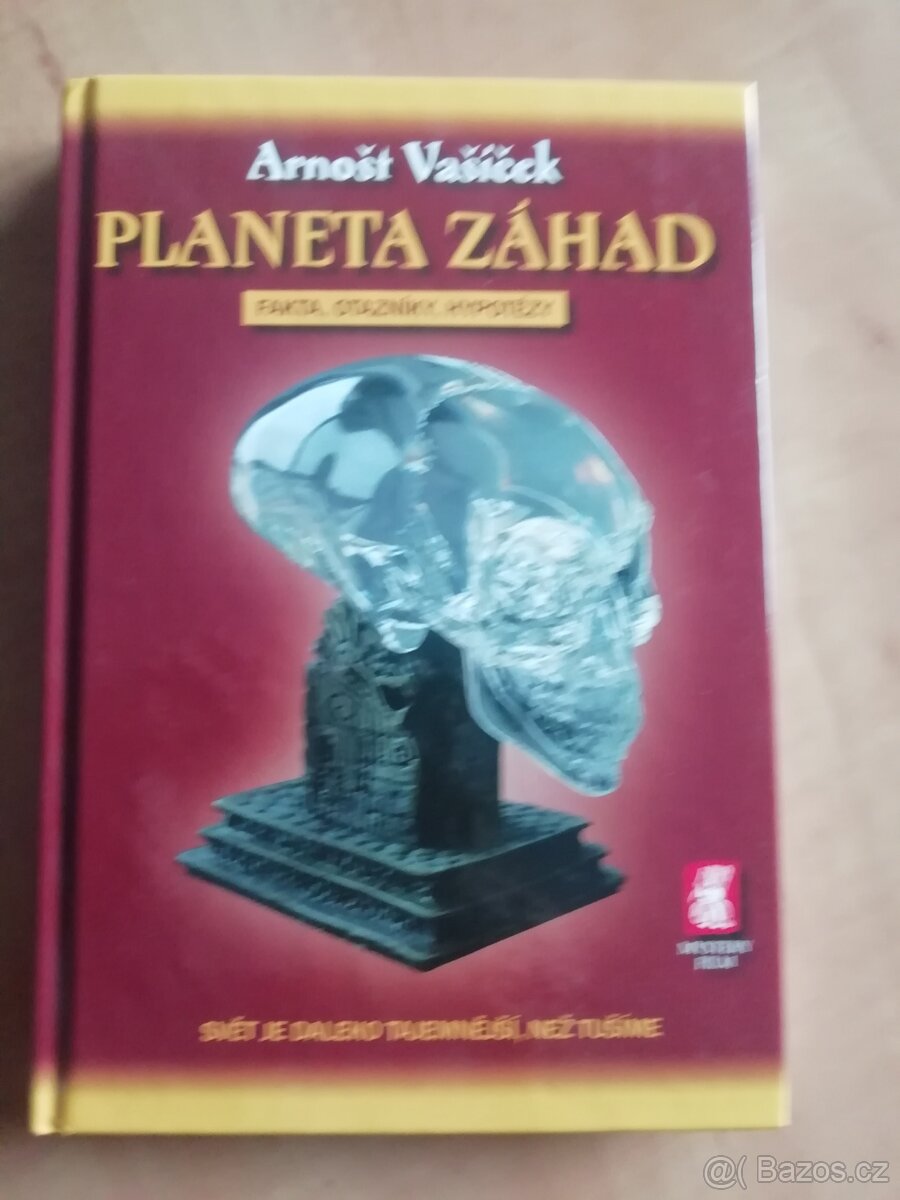 Arnošt Vašíček
PLANETA ZÁHAD
FAKTA, OTAZNÍKY, HYPOTÉZY
SVĚT JE DALEKO TAJEMNĚJŠÍ, NEŽ TUŠÍME
@( Bazos.cz